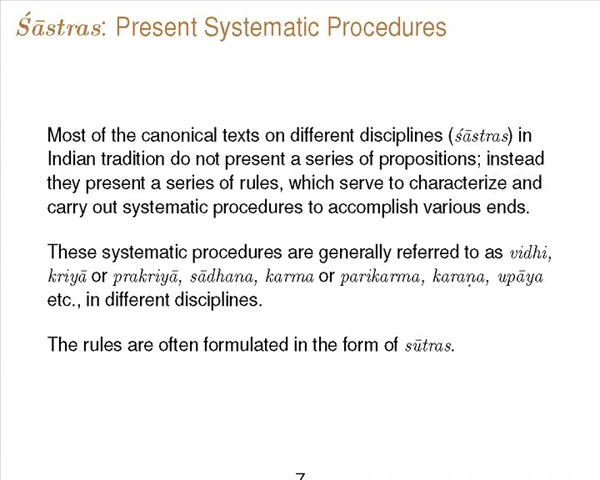 Śāstras: Present Systematic Procedures
Most of the canonical texts on different disciplines (śāstras) in
Indian tradition do not present a series of propositions; instead
they present a series of rules, which serve to characterize and
carry out systematic procedures to accomplish various ends.
These systematic procedures are generally referred to as vidhi,
kriyā or prakriyā, sādhana, karma or parikarma, karaṇa, upāya
etc., in different disciplines.
The rules are often formulated in the form of sūtras.
7